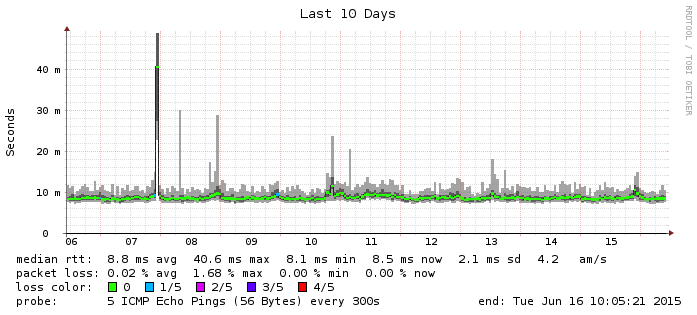 Last 10 Days
RRDTOOL / TOBI OETIKER
Seconds
40 m
30 m
20 m
10 m
0
06 07 08 09 10 11 12 13 14 15
median rtt: 8.8 ms avg 40.6 ms max 8.1 ms min 8.5 ms now 2.1 ms sd 4.2 am/s
packet loss: 0.02 % avg 1.68 % max 0.00 % min 0.00 % now
loss color: 0 1/5 2/5 3/5 4/5
probe: 5 ICMP Echo Pings (56 Bytes) every 300s end: Tue Jun 16 10:05:21 2015